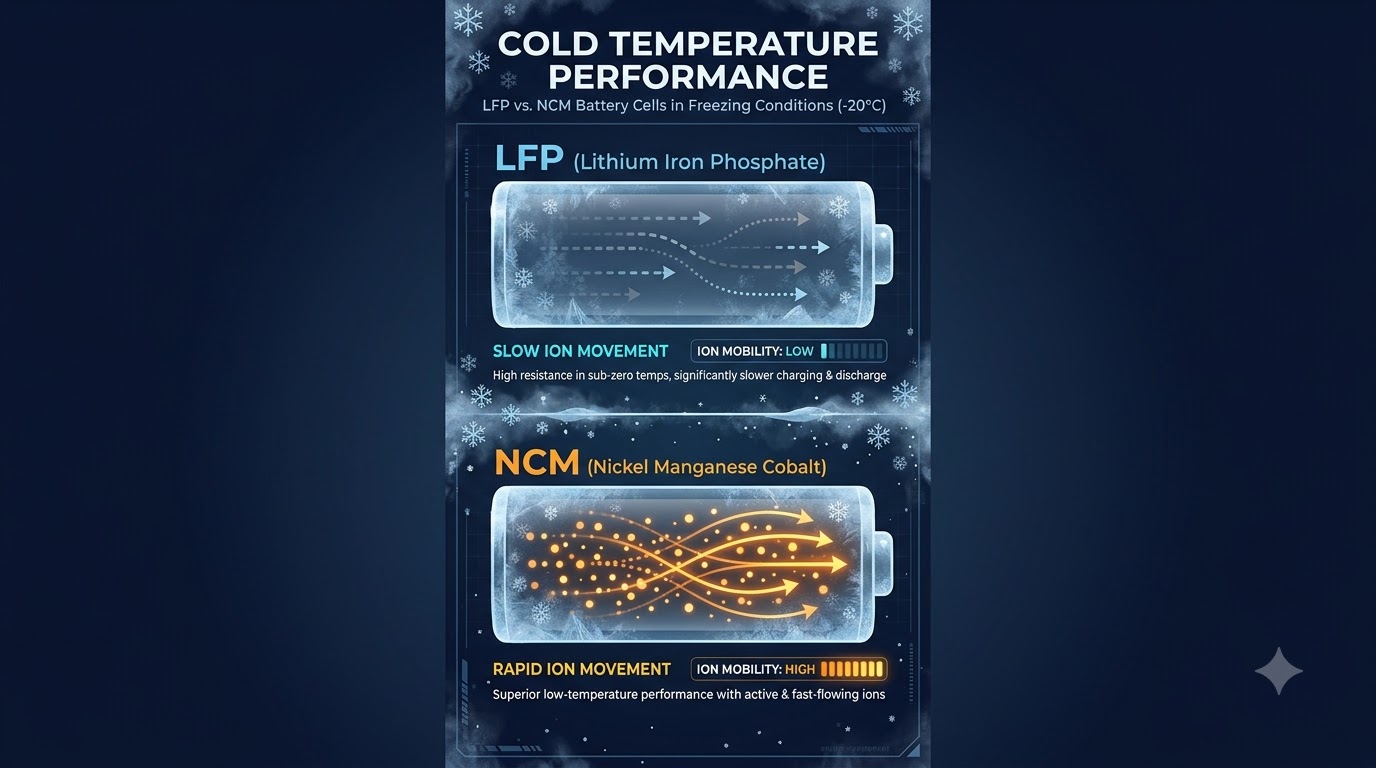 COLD TEMPERATURE
PERFORMANCE
LFP vs. NCM Battery Cells in Freezing Conditions (-20°C)
LFP (Lithium Iron Phosphate)
SLOW ION MOVEMENT
ION MOBILITY: LOW
High resistance in sub-zero temps, significantly slower charging & discharge
NCM (Nickel Manganese Cobalt)
RAPID ION MOVEMENT
ION MOBILITY: HIGH
Superior low-temperature performance with active & fast-flowing ions